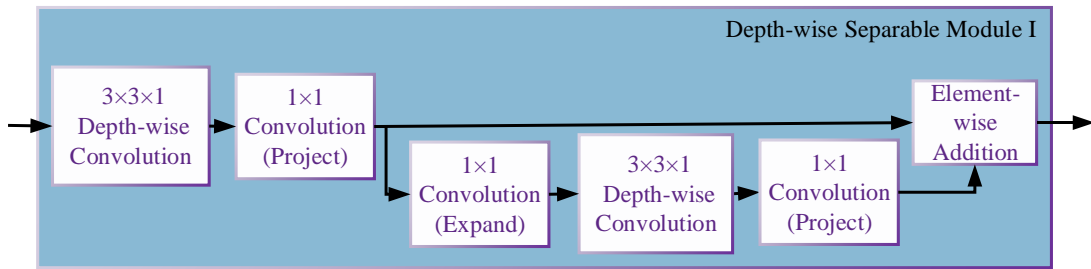 Depth-wise Separable Module I
3×3×1
Depth-wise
Convolution
1×1
Convolution
(Project)
1×1
Convolution
(Expand)
3×3×1
Depth-wise
Convolution
1×1
Convolution
(Project)
Element-
wise
Addition